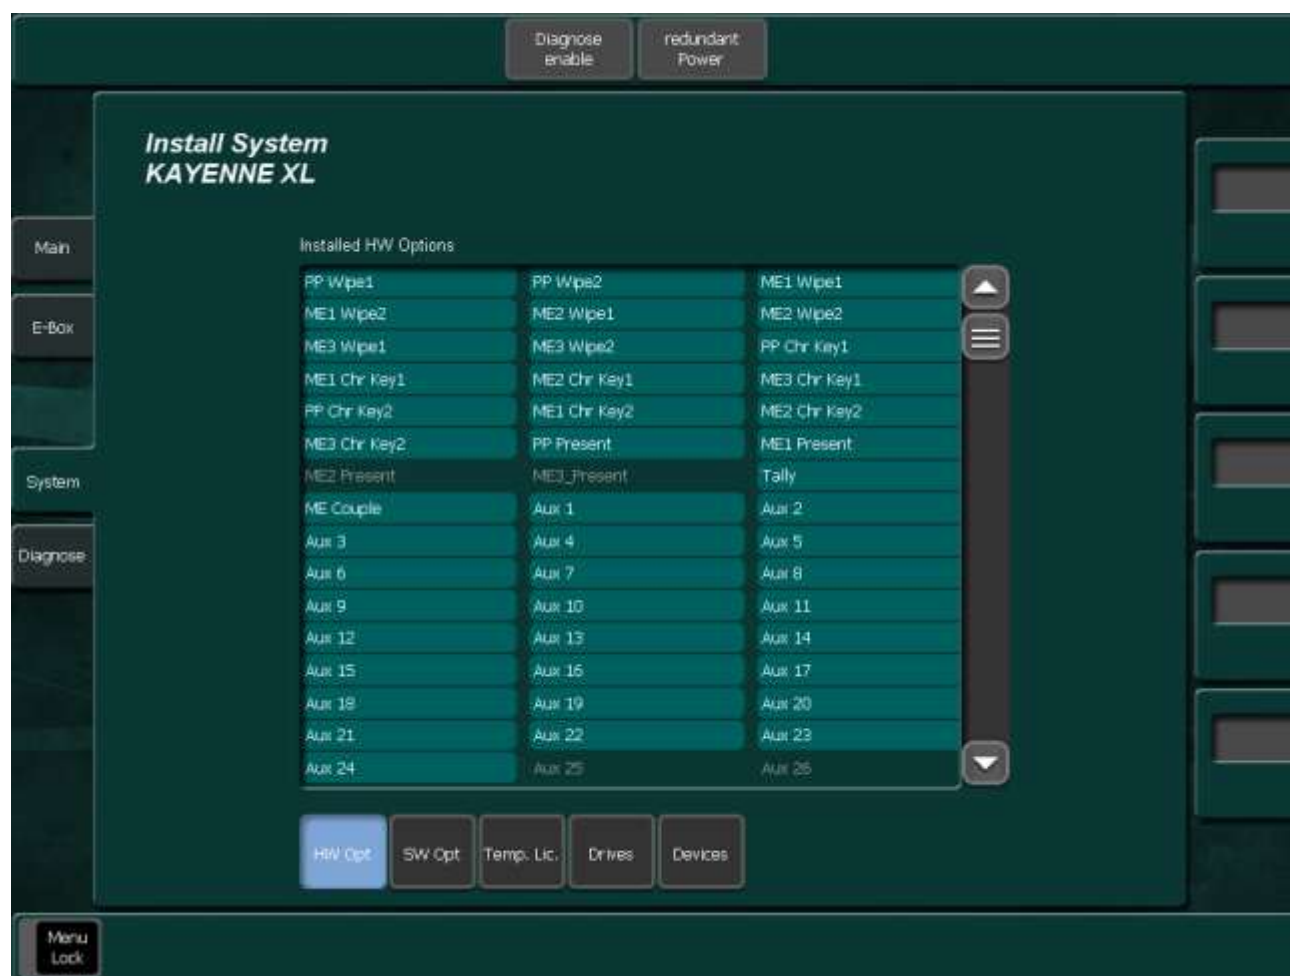 Diagnose
enable
redundant
Power
Install System
KAYENNE XL
Main
E-Box
System
Diagnose
Installed HW Options
PP Wipe1 PP Wipe2 ME1 Wipe1
ME1 Wipe2 ME2 Wipe1 ME2 Wipe2
ME3 Wipe1 ME3 Wipe2 PP Chr Key1
ME1 Chr Key1 ME2 Chr Key1 ME3 Chr Key1
PP Chr Key2 ME1 Chr Key2 ME2 Chr Key2
ME3 Chr Key2 PP Present ME1 Present
ME2 Present ME3_Present Tally
ME Couple Aux 1 Aux 2
Aux 3 Aux 4 Aux 5
Aux 6 Aux 7 Aux 8
Aux 9 Aux 10 Aux 11
Aux 12 Aux 13 Aux 14
Aux 15 Aux 16 Aux 17
Aux 18 Aux 19 Aux 20
Aux 21 Aux 22 Aux 23
Aux 24 Aux 25 Aux 26
HW Opt SW Opt Temp. Lic. Drives Devices
Menu
Lock